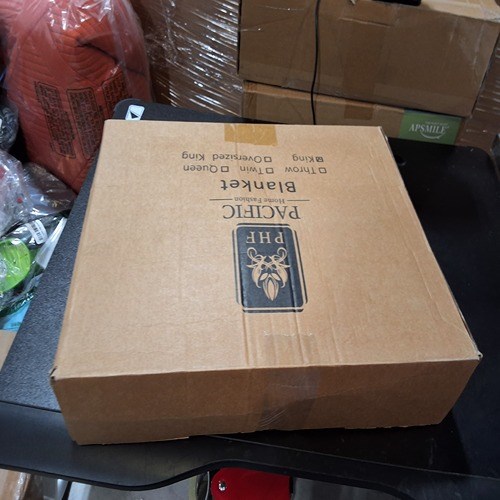 PHF
PACIFIC
Home Fashion
Blanket
☐Throw ☐Twin ☐Queen
☑King ☐Oversized King
APSMILE